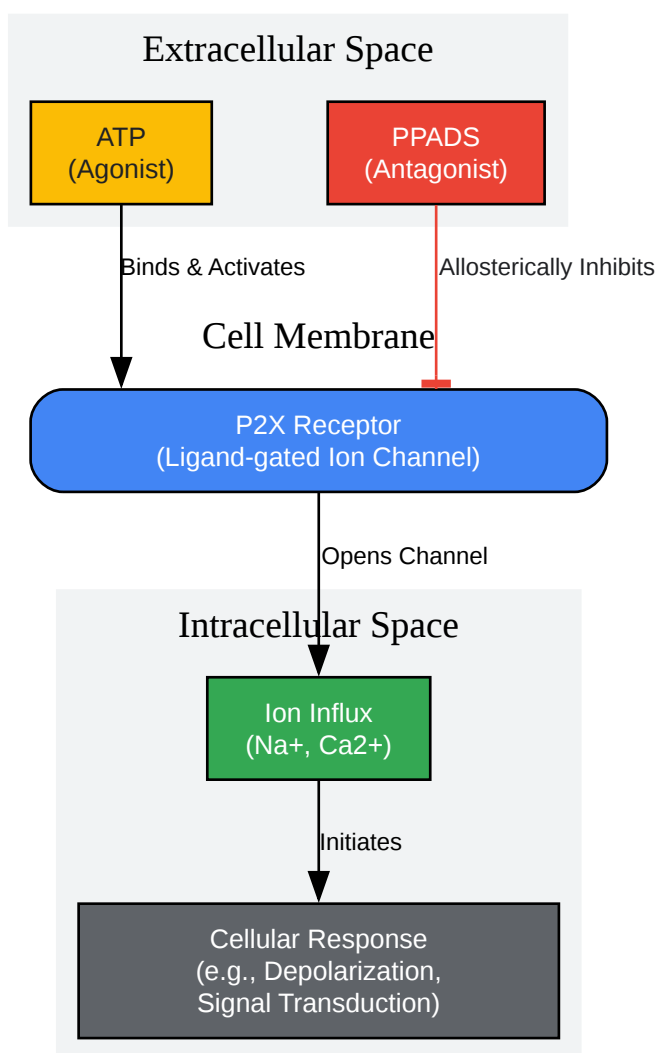 Extracellular Space
ATP
(Agonist)
PPADS
(Antagonist)
Binds & Activates
Allosterically Inhibits
Cell Membrane
P2X Receptor
(Ligand-gated Ion Channel)
Opens Channel
Intracellular Space
Ion Influx
(Na+, Ca2+)
Initiates
Cellular Response
(e.g., Depolarization,
Signal Transduction)